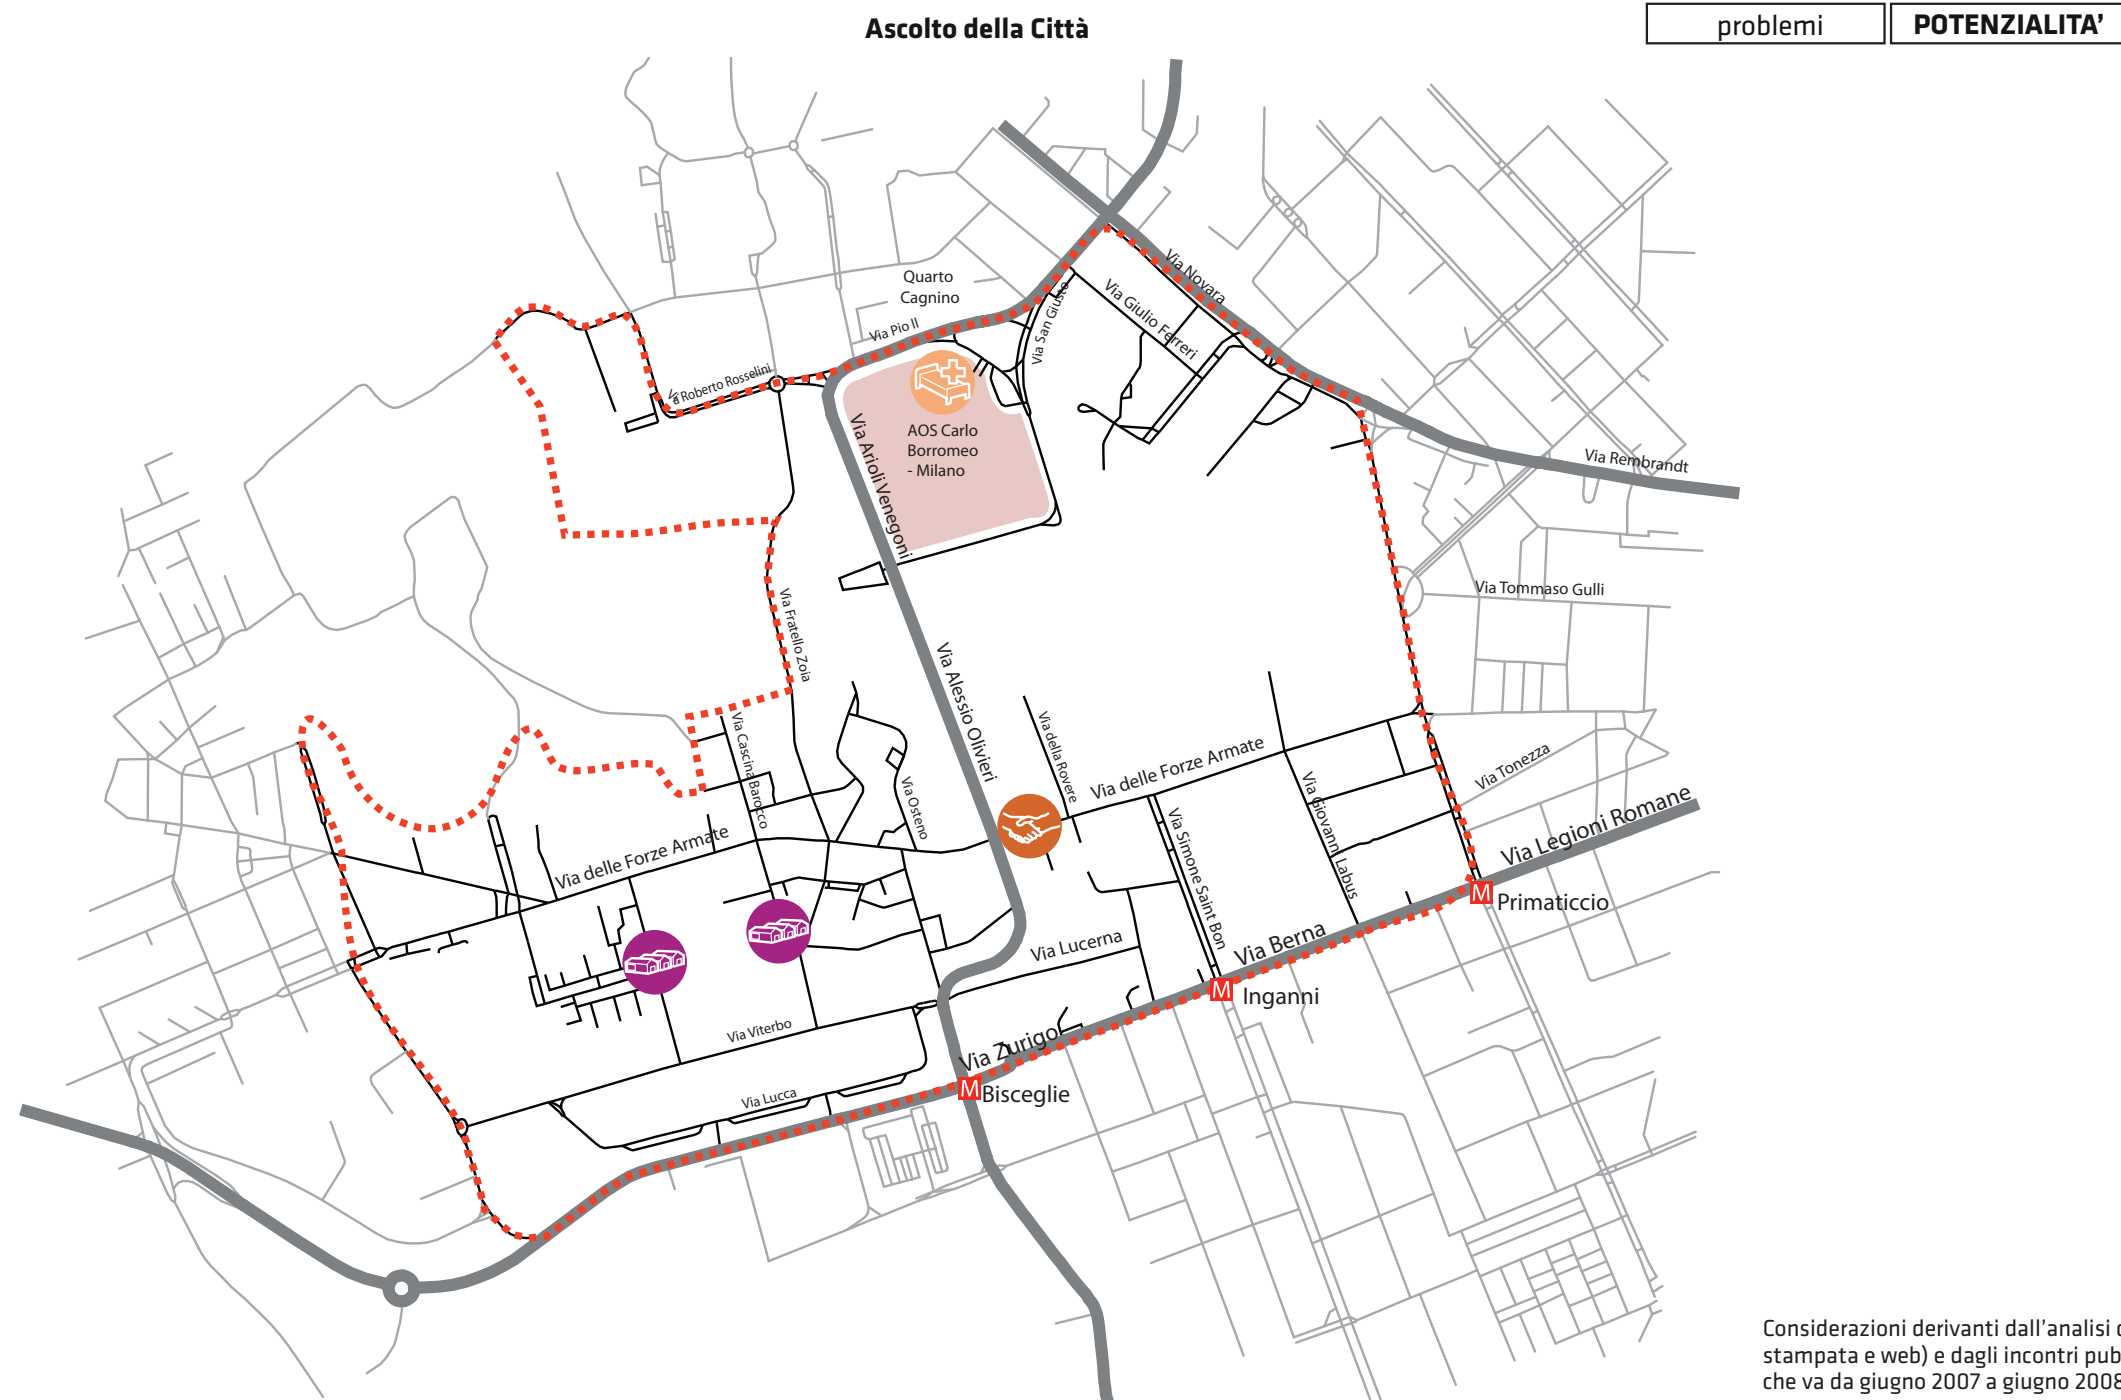 Ascolto della Città
problemi
POTENZIALITA'
Quarto
Cagnino
Via Pio II
Via San Giusto
Via Giulio Ferreri
Via Novara
Via Rembrandt
a Roberto Rosselini
AOS Carlo
Borromeo
- Milano
Via Arioli Venegoni
Via Tommaso Gulli
Via Fratello Zoia
Via Alessio Olivieri
Via Cascina Barocco
Via Osteno
Via della Rovere
Via delle Forze Armate
Via Tonezza
Via Giovanni Labus
Via Simone Saint Bon
Via Legioni Romane
Via delle Forze Armate
M Primaticcio
Via Lucerna
Via Berna
M Inganni
Via Viterbo
Via Zurigo
M Bisceglie
Via Lucca
Considerazioni derivanti dall'analisi
stampata e web) e dagli incontri pub
che va da giugno 2007 a giugno 2008